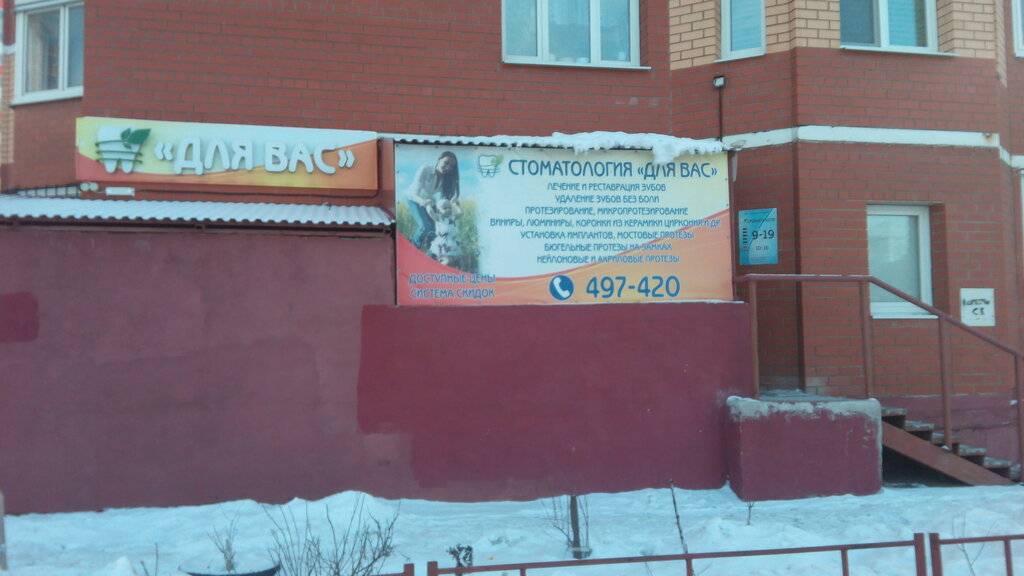 «ДЛЯ ВАС»
СТОМАТОЛОГИЯ «ДЛЯ ВАС»
ЛЕЧЕНИЕ И РЕСТАВРАЦИЯ ЗУБОВ
УДАЛЕНИЕ ЗУБОВ БЕЗ БОЛИ
ПРОТЕЗИРОВАНИЕ, МИКРОПРОТЕЗИРОВАНИЕ
ВИНИРЫ, ЛЮМИНИРЫ, КОРОНКИ ИЗ КЕРАМИКИ ЦИРКОНИЯ И ДР
УСТАНОВКА ИМПЛАНТОВ, МОСТОВЫЕ ПРОТЕЗЫ
БЮГЕЛЬНЫЕ ПРОТЕЗЫ НА ЗАМКАХ
НЕЙЛОНОВЫЕ И АКРИЛОВЫЕ ПРОТЕЗЫ
ДОСТУПНЫЕ ЦЕНЫ
СИСТЕМА СКИДОК
497-420
9-19
10-16